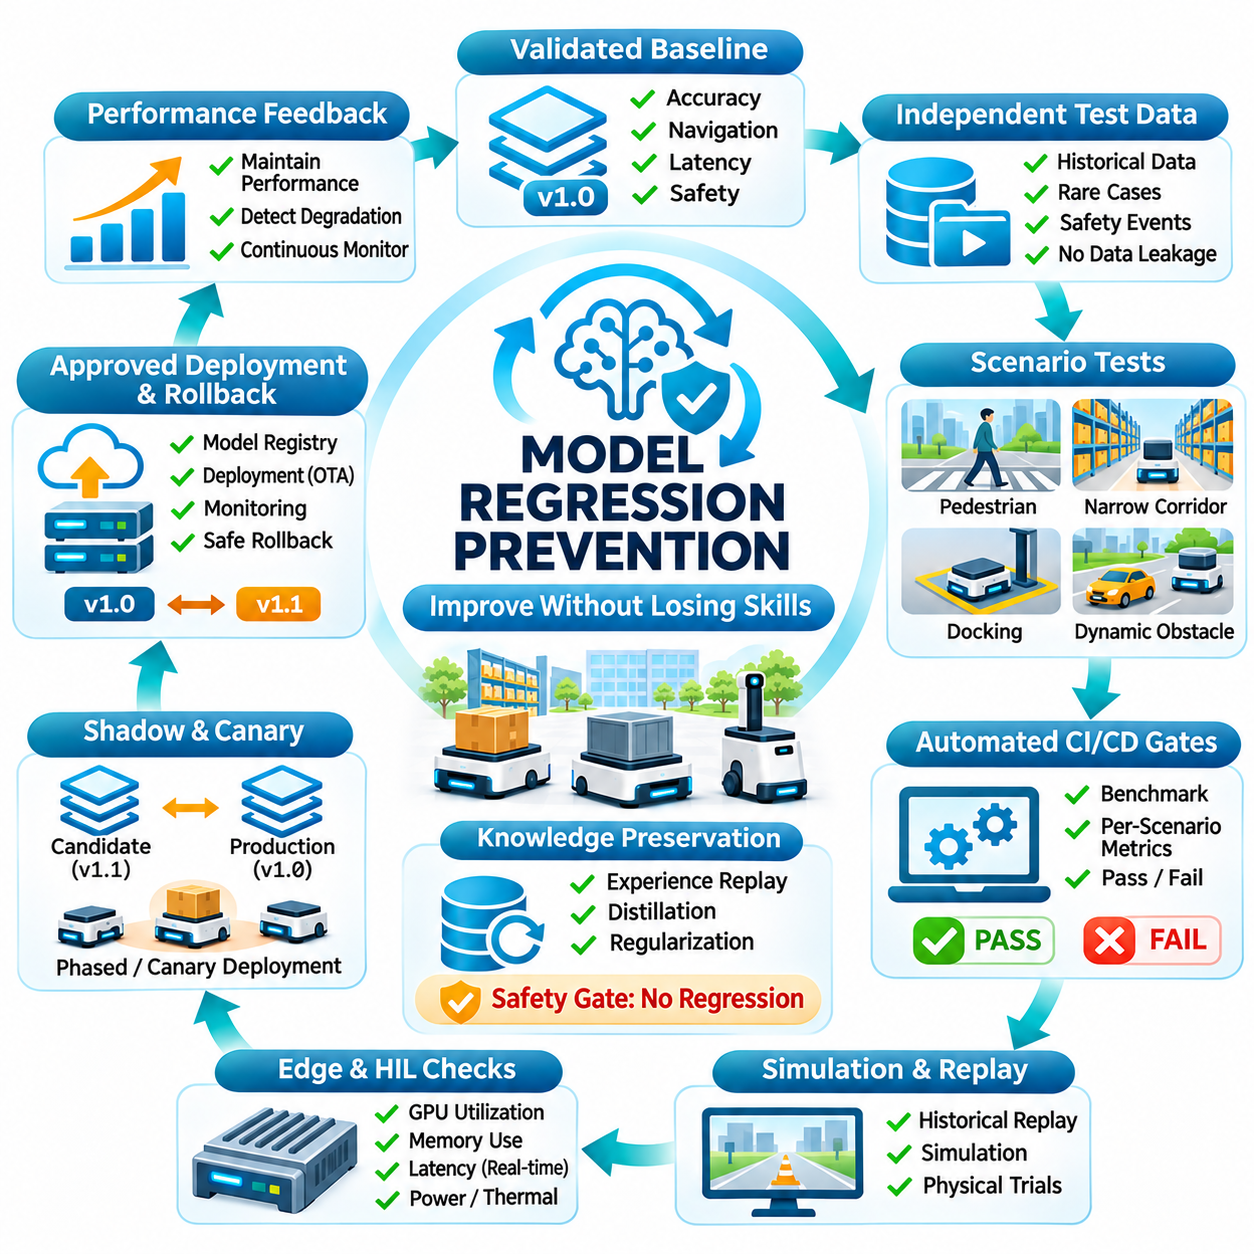 Validated Baseline
Accuracy
Navigation
Latency
Safety
v1.0
Independent Test Data
Historical Data
Rare Cases
Safety Events
No Data Leakage
Scenario Tests
Pedestrian
Narrow Corridor
Docking
Dynamic Obstacle
Automated CI/CD Gates
Benchmark
Per-Scenario
Metrics
Pass / Fail
PASS
FAIL
Simulation & Replay
Historical Replay
Simulation
Physical Trials
Edge & HIL Checks
GPU Utilization
Memory Use
Latency (Real-time)
Power / Thermal
Shadow & Canary
Candidate
(v1.1)
Production
(v1.0)
Phased / Canary Deployment
Approved Deployment
& Rollback
Model Registry
Deployment (OTA)
Monitoring
Safe Rollback
v1.0
v1.1
Performance Feedback
Maintain
Performance
Detect Degradation
Continuous Monitor
MODEL
REGRESSION
PREVENTION
Improve Without Losing Skills
Knowledge Preservation
Experience Replay
Distillation
Regularization
Safety Gate: No Regression